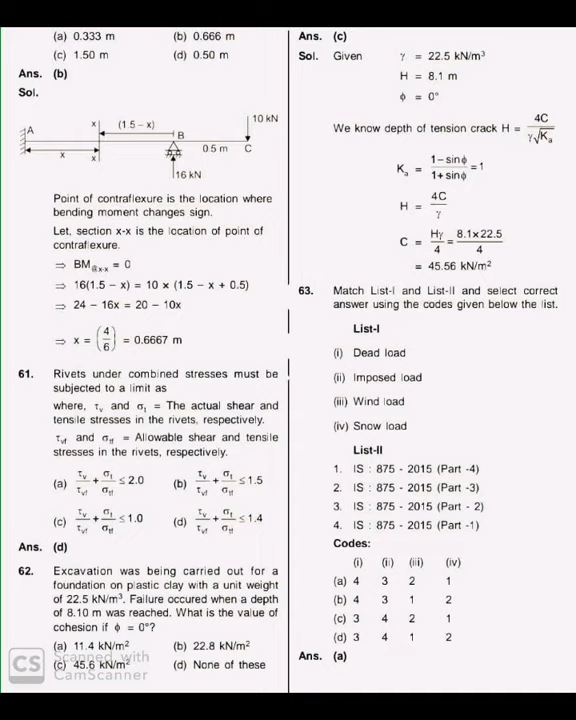 (a) 0.333 m (b) 0.666 m
(c) 1.50 m (d) 0.50 m
Ans. (b)
Sol.
A
x
x
x
(1.5 – x)
B
0.5 m
C
10 kN
16 kN
Point of contraflexure is the location where
bending moment changes sign.
Let, section x-x is the location of point of
contraflexure.
⇒ BM@x-x = 0
⇒ 16(1.5 – x) = 10 × (1.5 – x + 0.5)
⇒ 24 – 16x = 20 – 10x
⇒ x = (4/6) = 0.6667 m
61. Rivets under combined stresses must be
subjected to a limit as
where, τv and σt = The actual shear and
tensile stresses in the rivets, respectively.
τvf and σtf = Allowable shear and tensile
stresses in the rivets, respectively.
(a) τv/τvf + σt/σtf ≤ 2.0 (b) τv/τvf + σt/σtf ≤ 1.5
(c) τv/τvf + σt/σtf ≤ 1.0 (d) τv/τvf + σt/σtf ≤ 1.4
Ans. (d)
62. Excavation was being carried out for a
foundation on plastic clay with a unit weight
of 22.5 kN/m³. Failure occured when a depth
of 8.10 m was reached. What is the value of
cohesion if ϕ = 0°?
(a) 11.4 kN/m² (b) 22.8 kN/m²
(c) 45.6 kN/m² (d) None of these
CS Scanned with
CamScanner
Ans. (c)
Sol. Given γ = 22.5 kN/m³
H = 8.1 m
ϕ = 0°
We know depth of tension crack H = 4C/γ√Ka
Ka = 1–sinϕ/1+sinϕ = 1
H = 4C/γ
C = Hγ/4 = 8.1×22.5/4
= 45.56 kN/m²
63. Match List-I and List-II and select correct
answer using the codes given below the list.
List-I
(i) Dead load
(ii) Imposed load
(iii) Wind load
(iv) Snow load
List-II
1. IS : 875 - 2015 (Part -4)
2. IS : 875 - 2015 (Part -3)
3. IS : 875 - 2015 (Part - 2)
4. IS : 875 - 2015 (Part -1)
Codes:
(i) (ii) (iii) (iv)
(a) 4 3 2 1
(b) 4 3 1 2
(c) 3 4 2 1
(d) 3 4 1 2
Ans. (a)